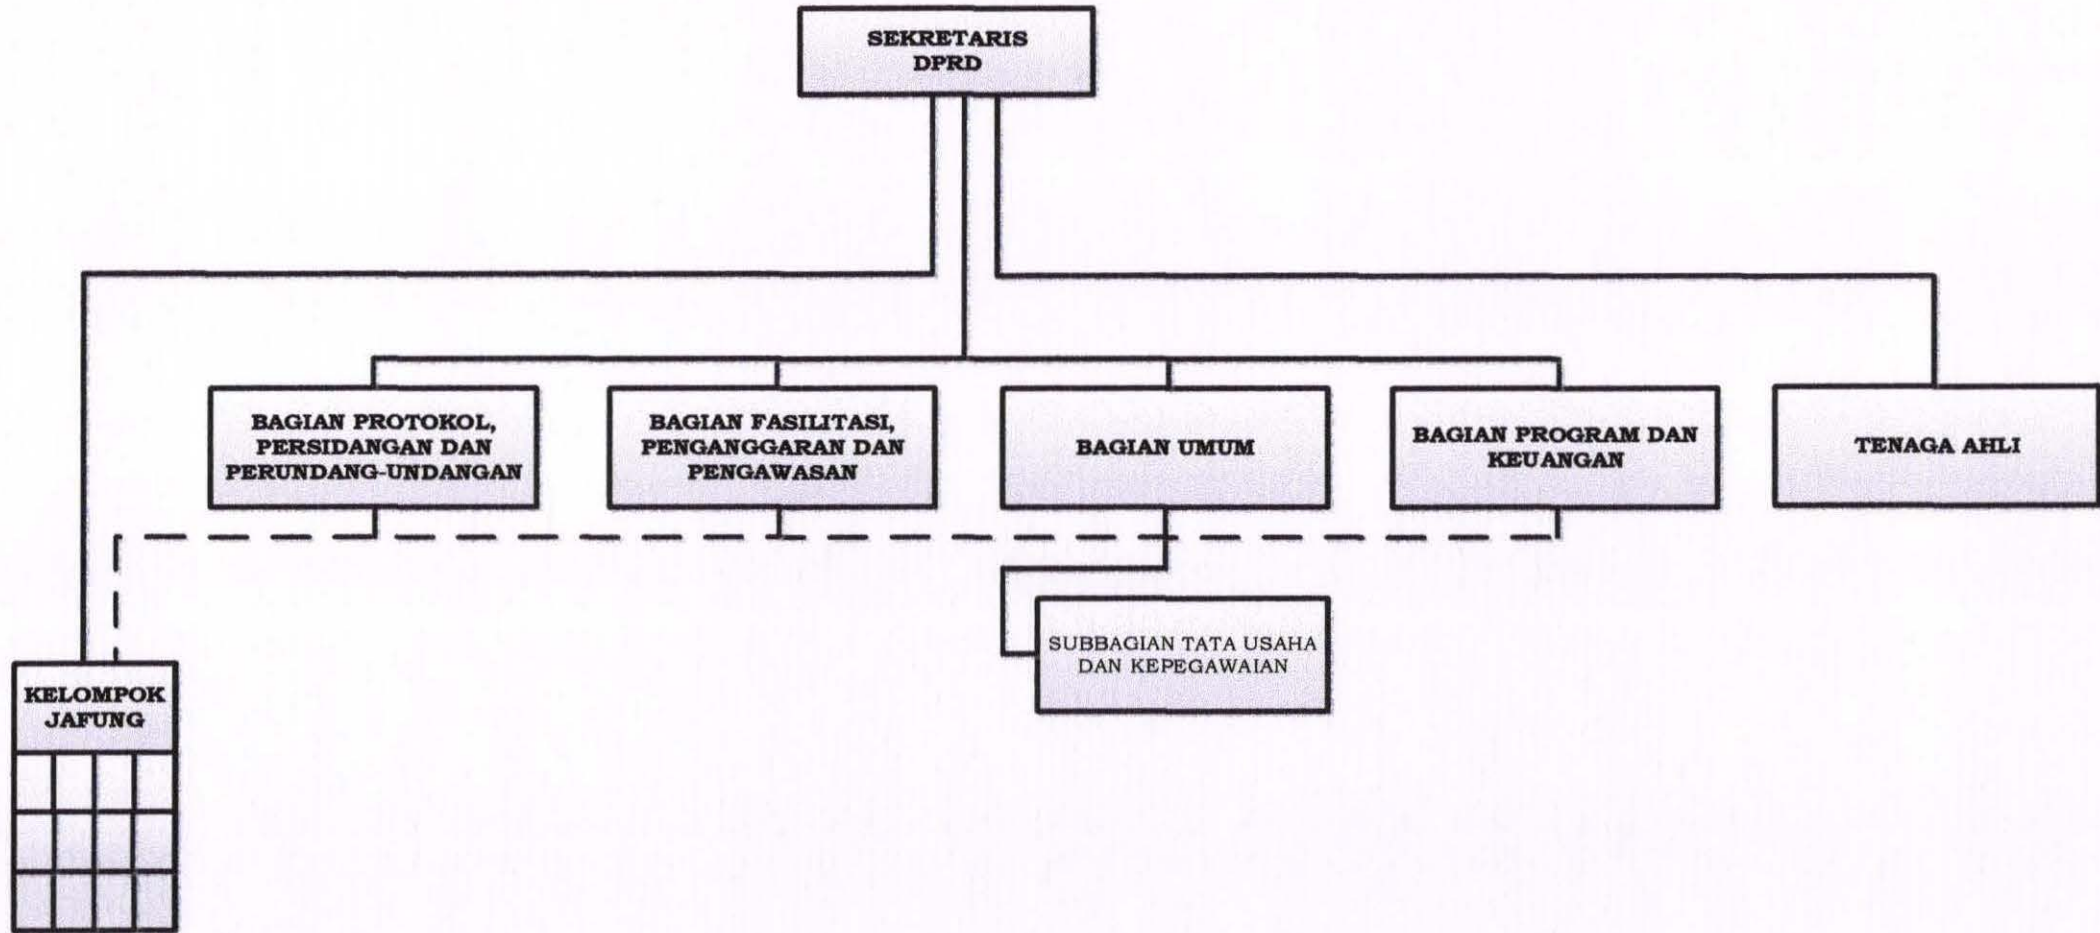 SEKRETARIS
DPRD
BAGIAN PROTOKOL,
PERSIDANGAN DAN
PERUNDANG-UNDANGAN
BAGIAN FASILITASI,
PENGANGGARAN DAN
PENGAWASAN
BAGIAN UMUM
BAGIAN PROGRAM DAN
KEUANGAN
TENAGA AHLI
SUBBAGIAN TATA USAHA
DAN KEPEGAWAIAN
KELOMPOK
JAFUNG